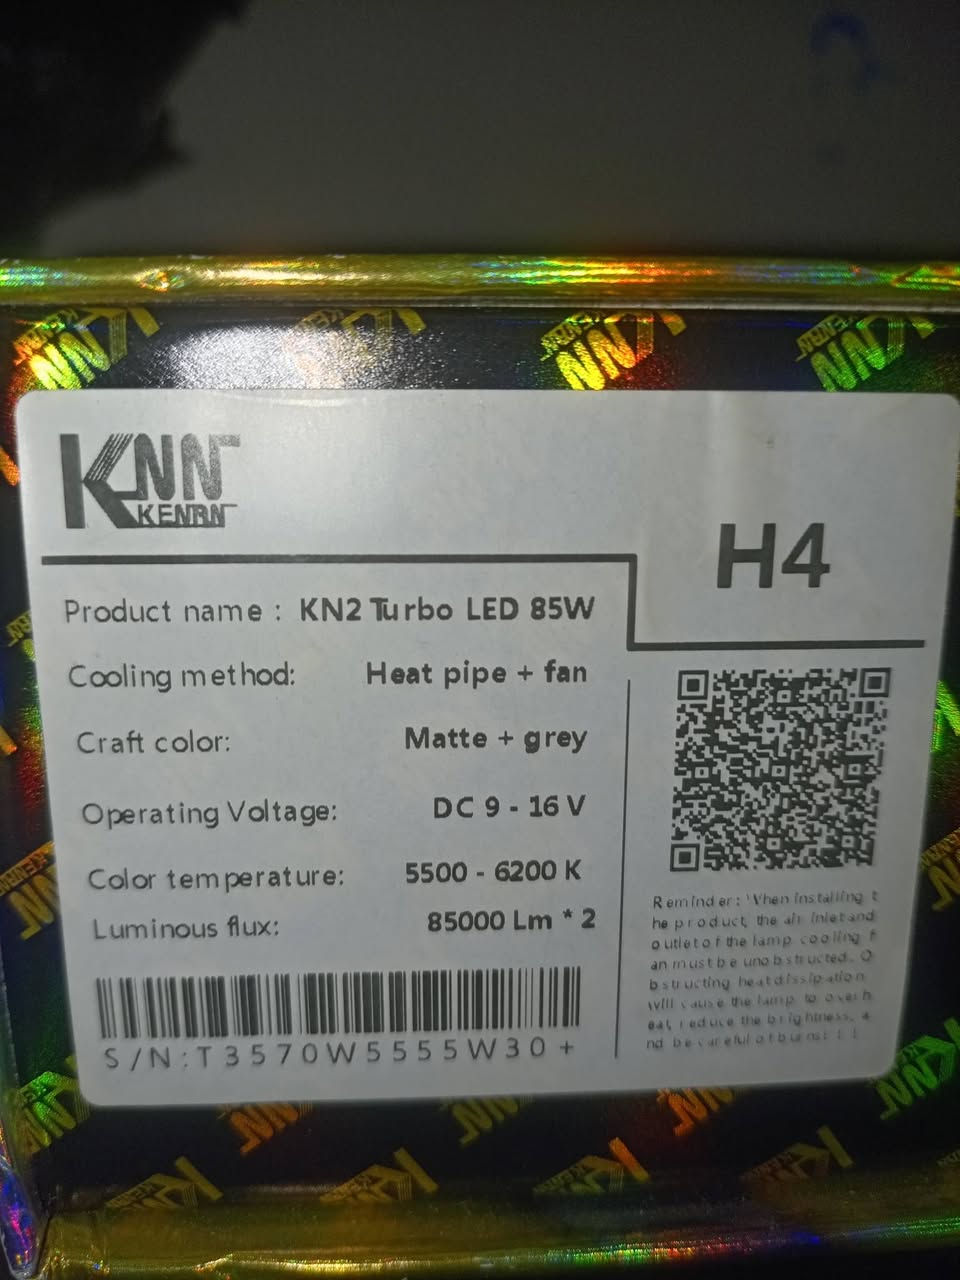 KNN
KENRN
H4
Product name : KN2 Turbo LED 85W
Cooling method: Heat pipe + fan
Craft color: Matte + grey
Operating Voltage: DC 9 - 16 V
Color temperature: 5500 - 6200 K
Luminous flux: 85000 Lm * 2
S/N:T3570W5555W30+
Reminder: When installing t
he product, the air inlet and
outlet of the lamp cooling f
an must be unobstructed. O
bstructing heat dissipation
will cause the lamp to overh
eat, reduce the brightness, a
nd be careful of burns! ! !